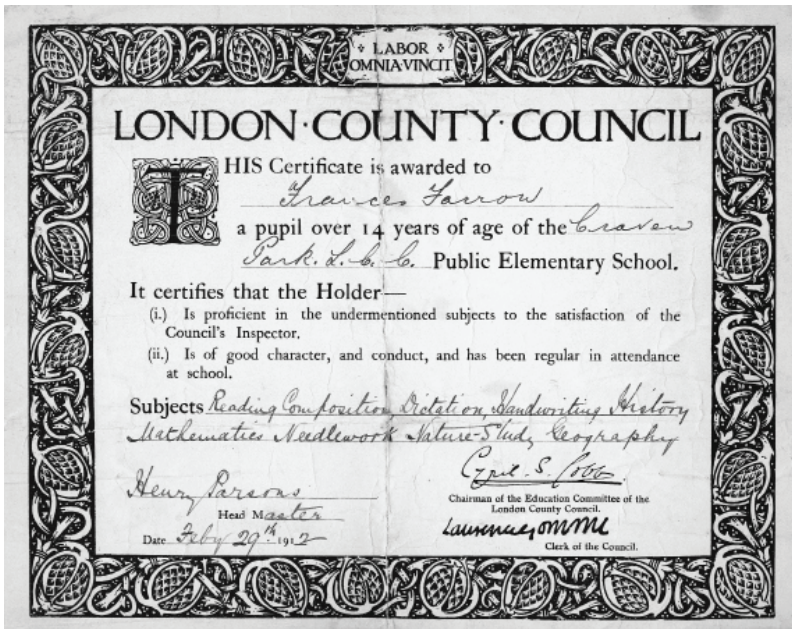 LABOR
OMNIA·VINCIT
LONDON·COUNTY·COUNCIL
THIS Certificate is awarded to
Frances Farrow
a pupil over 14 years of age of the Craven
Park. L.C.C. Public Elementary School.
It certifies that the Holder—
(i.) Is proficient in the undermentioned subjects to the satisfaction of the
Council's Inspector.
(ii.) Is of good character, and conduct, and has been regular in attendance
at school.
Subjects Reading Composition, Dictation, Handwriting History
Mathematics Needlework Nature-Study Geography
Cyril. S. Cobb
Henry Parsons
Chairman of the Education Committee of the
London County Council.
Head Master
Laurence Gomme
Date Feby 29th 1912
Clerk of the Council.